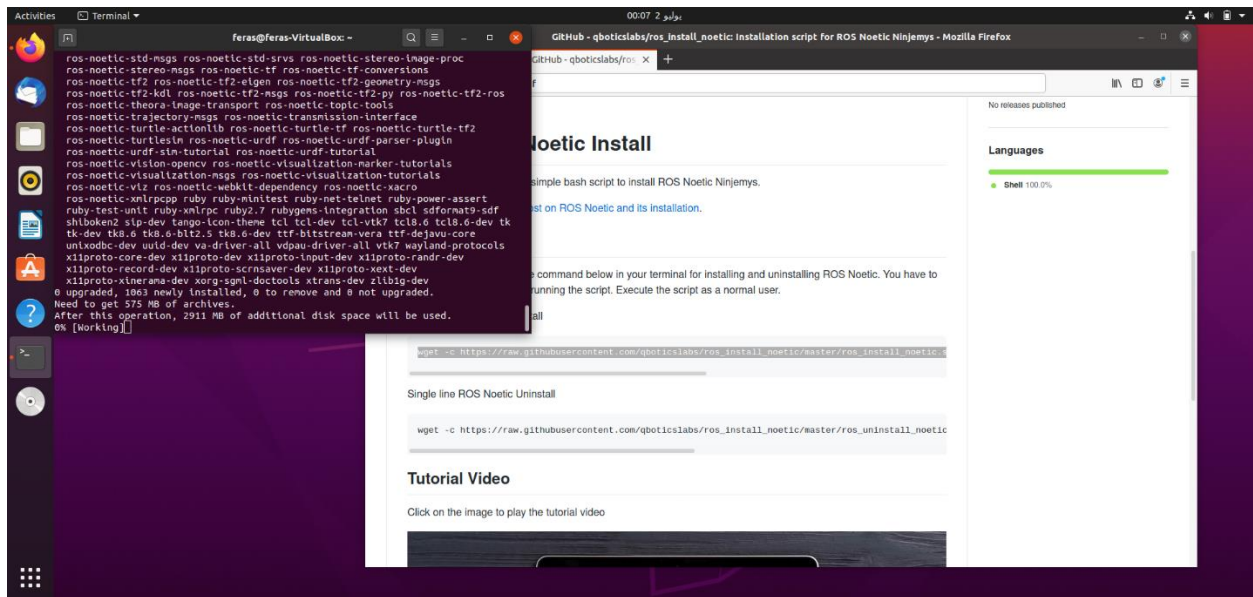 Activities
Terminal
يوليو 2 00:07
feras@feras-VirtualBox: ~
ros-noetic-std-msgs ros-noetic-std-srvs ros-noetic-stereo-image-proc
ros-noetic-stereo-msgs ros-noetic-tf ros-noetic-tf-conversions
ros-noetic-tf2 ros-noetic-tf2-eigen ros-noetic-tf2-geometry-msgs
ros-noetic-tf2-kdl ros-noetic-tf2-msgs ros-noetic-tf2-py ros-noetic-tf2-ros
ros-noetic-theora-image-transport ros-noetic-topic-tools
ros-noetic-trajectory-msgs ros-noetic-transmission-interface
ros-noetic-turtle-actionlib ros-noetic-turtle-tf ros-noetic-turtle-tf2
ros-noetic-turtlesim ros-noetic-urdf ros-noetic-urdf-parser-plugin
ros-noetic-urdf-sim-tutorial ros-noetic-urdf-tutorial
ros-noetic-vision-opencv ros-noetic-visualization-marker-tutorials
ros-noetic-visualization-msgs ros-noetic-visualization-tutorials
ros-noetic-viz ros-noetic-webkit-dependency ros-noetic-xacro
ros-noetic-xmlrpcpp ruby ruby-minitest ruby-net-telnet ruby-power-assert
ruby-test-unit ruby-xmlrpc ruby2.7 rubygems-integration sbcl sdformat9-sdf
shiboken2 sip-dev tango-icon-theme tcl tcl-dev tcl-vtk7 tcl8.6 tcl8.6-dev tk
tk-dev tk8.6 tk8.6-blt2.5 tk8.6-dev ttf-bitstream-vera ttf-dejavu-core
unixodbc-dev uuid-dev va-driver-all vdpau-driver-all vtk7 wayland-protocols
x11proto-core-dev x11proto-dev x11proto-input-dev x11proto-randr-dev
x11proto-record-dev x11proto-scrnsaver-dev x11proto-xext-dev
x11proto-xinerama-dev xorg-sgml-doctools xtrans-dev zlib1g-dev
0 upgraded, 1063 newly installed, 0 to remove and 0 not upgraded.
Need to get 575 MB of archives.
After this operation, 2911 MB of additional disk space will be used.
0% [Working]
GitHub - qboticslabs/ros_install_noetic: Installation script for ROS Noetic Ninjemys - Mozilla Firefox
GitHub - qboticslabs/ros
Noetic Install
simple bash script to install ROS Noetic Ninjemys.
st on ROS Noetic and its installation.
command below in your terminal for installing and uninstalling ROS Noetic. You have to
running the script. Execute the script as a normal user.
all
wget -c https://raw.githubusercontent.com/qboticslabs/ros_install_noetic/master/ros_install_noetic.s
Single line ROS Noetic Uninstall
wget -c https://raw.githubusercontent.com/qboticslabs/ros_install_noetic/master/ros_uninstall_noetic
Tutorial Video
Click on the image to play the tutorial video
No releases published
Languages
Shell 100.0%